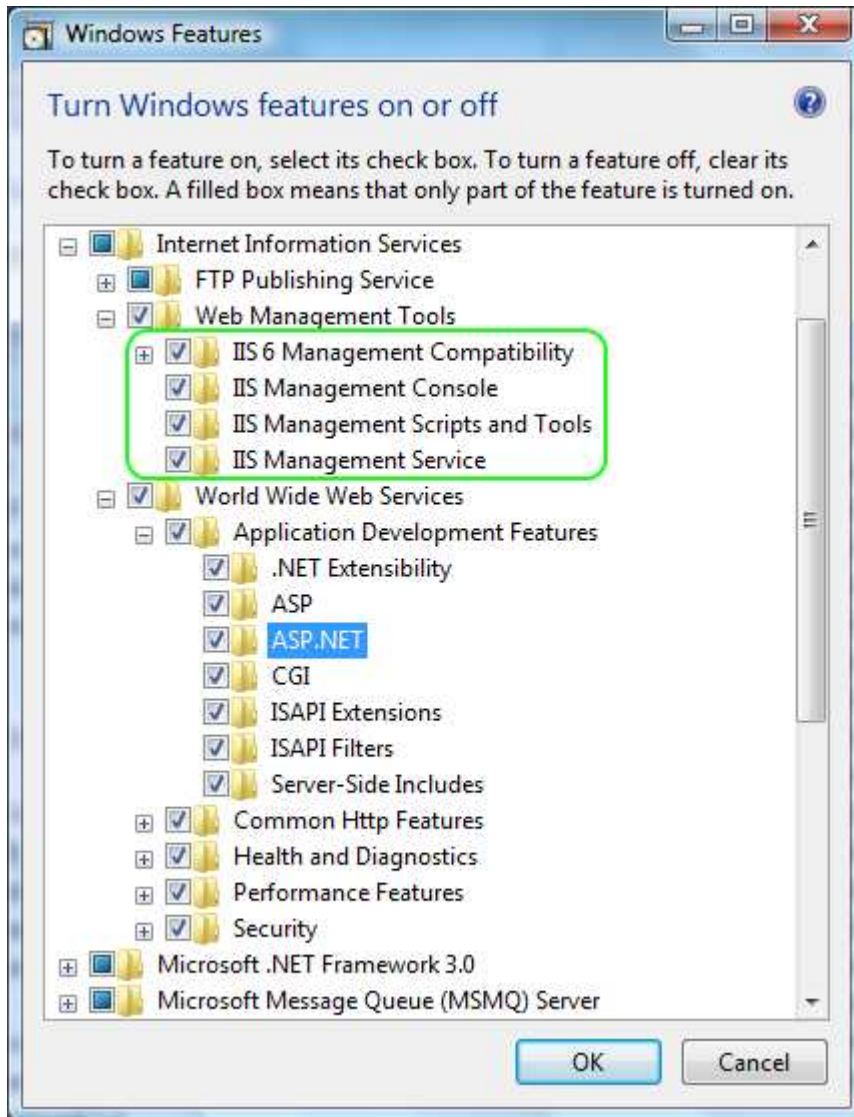 Windows Features
Turn Windows features on or off
To turn a feature on, select its check box. To turn a feature off, clear its
check box. A filled box means that only part of the feature is turned on.
Internet Information Services
FTP Publishing Service
Web Management Tools
IIS 6 Management Compatibility
IIS Management Console
IIS Management Scripts and Tools
IIS Management Service
World Wide Web Services
Application Development Features
.NET Extensibility
ASP
ASP.NET
CGI
ISAPI Extensions
ISAPI Filters
Server-Side Includes
Common Http Features
Health and Diagnostics
Performance Features
Security
Microsoft .NET Framework 3.0
Microsoft Message Queue (MSMQ) Server
OK Cancel